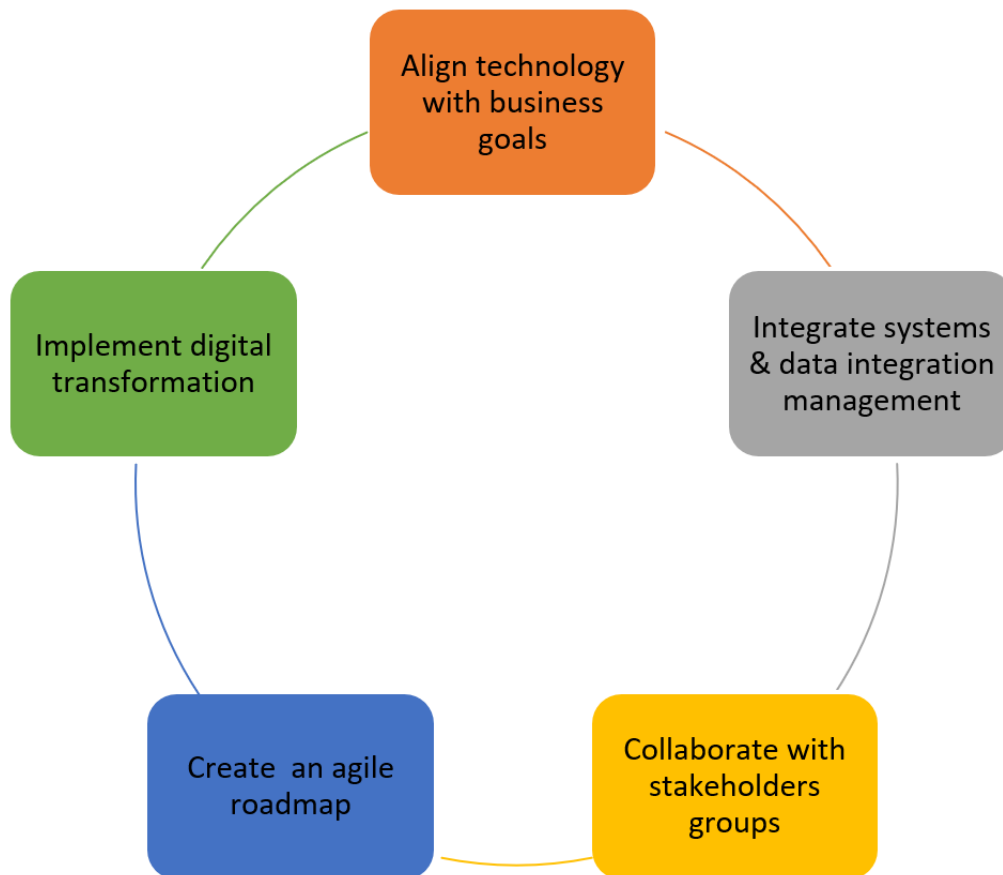 Align technology
with business
goals
Integrate systems
& data integration
management
Collaborate with
stakeholders
groups
Create  an agile
roadmap
Implement digital
transformation